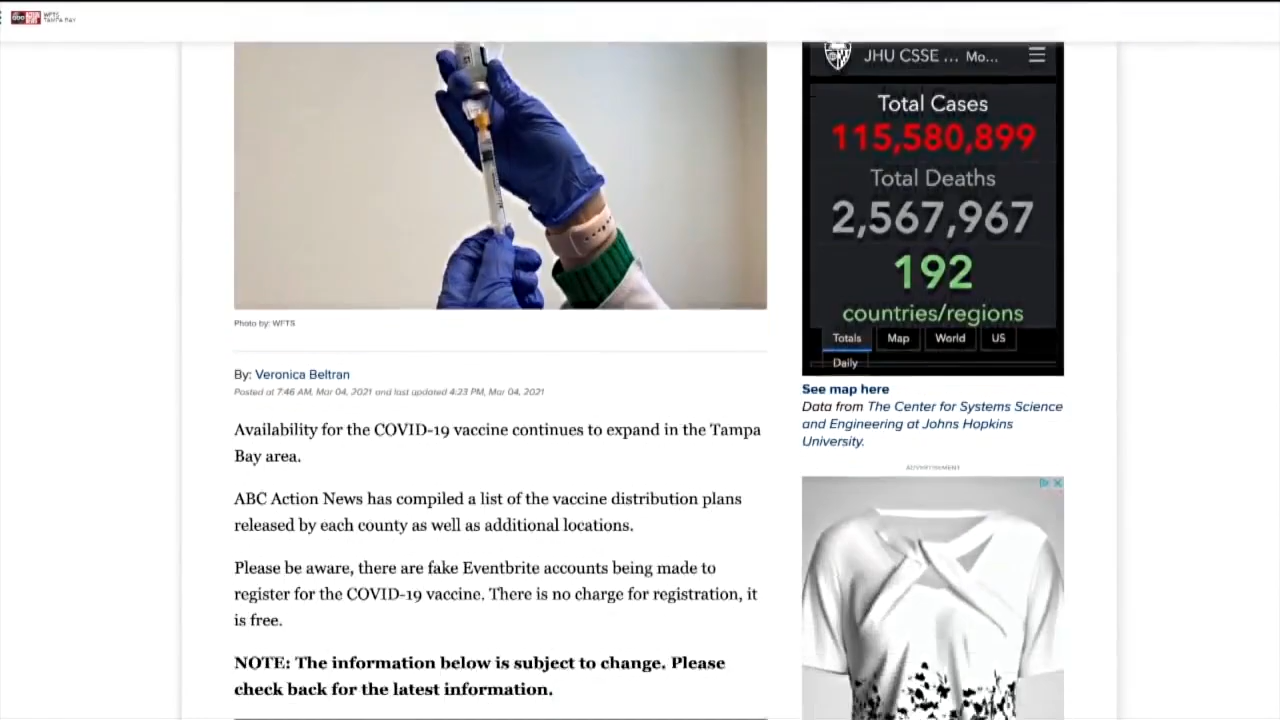 abc ACTION NEWS WFTS
TAMPA BAY
Photo by: WFTS
By: Veronica Beltran
Posted at 7:46 AM, Mar 04, 2021 and last updated 4:23 PM, Mar 04, 2021
Availability for the COVID-19 vaccine continues to expand in the Tampa
Bay area.
ABC Action News has compiled a list of the vaccine distribution plans
released by each county as well as additional locations.
Please be aware, there are fake Eventbrite accounts being made to
register for the COVID-19 vaccine. There is no charge for registration, it
is free.
NOTE: The information below is subject to change. Please
check back for the latest information.
JHU CSSE ... Mo...
Total Cases
115,580,899
Total Deaths
2,567,967
192
countries/regions
Totals Map World US
Daily
See map here
Data from The Center for Systems Science
and Engineering at Johns Hopkins
University.
ADVERTISEMENT